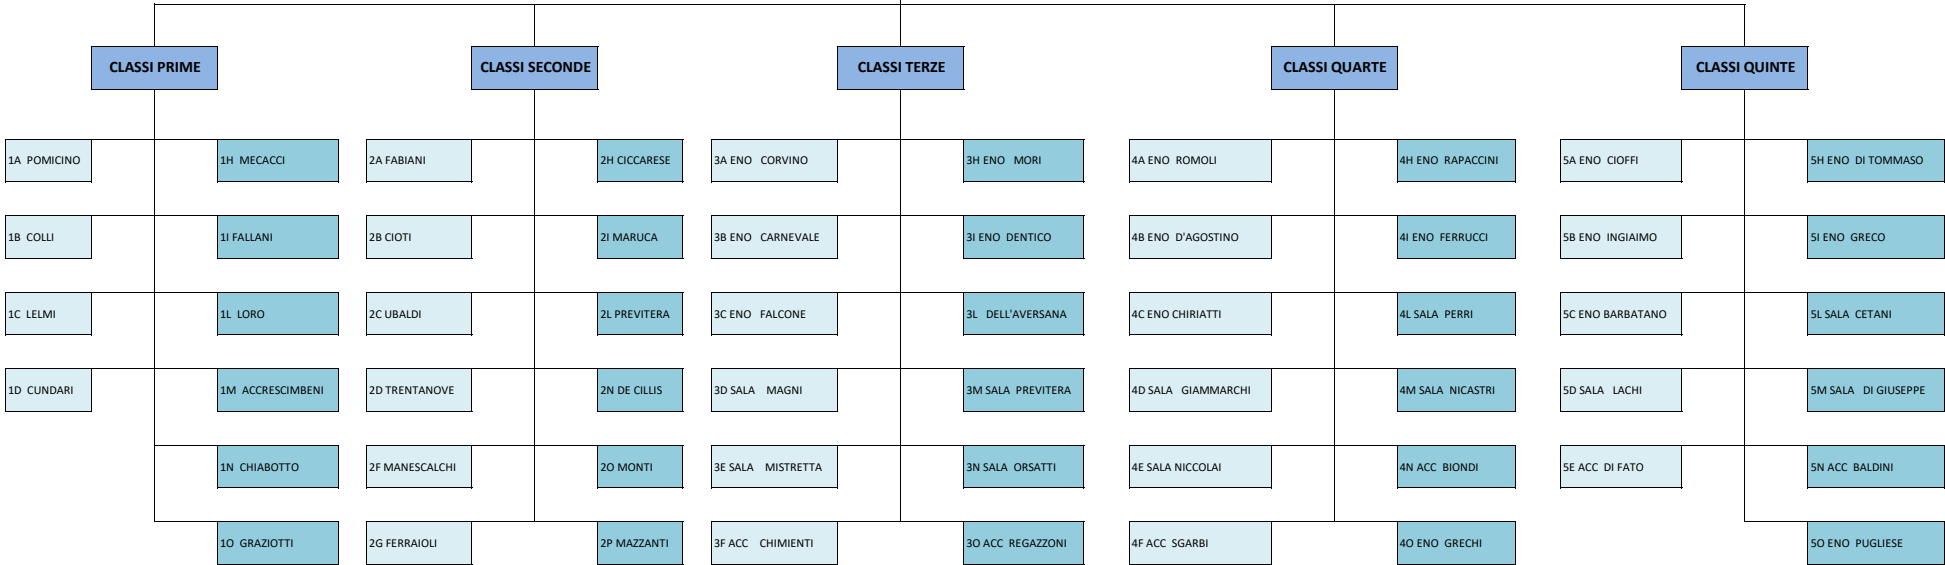 CLASSI PRIME
CLASSI SECONDE
CLASSI TERZE
CLASSI QUARTE
CLASSI QUINTE
1A POMICINO
1H MECACCI
2A FABIANI
2H CICCARESE
3A ENO CORVINO
3H ENO MORI
4A ENO ROMOLI
4H ENO RAPACCINI
5A ENO CIOFFI
5H ENO DI TOMMASO
1B COLLI
1I FALLANI
2B CIOTI
2I MARUCA
3B ENO CARNEVALE
3I ENO DENTICO
4B ENO D'AGOSTINO
4I ENO FERRUCCI
5B ENO INGIAIMO
5I ENO GRECO
1C LELMI
1L LORO
2C UBALDI
2L PREVITERA
3C ENO FALCONE
3L DELL'AVERSANA
4C ENO CHIRIATTI
4L SALA PERRI
5C ENO BARBATANO
5L SALA CETANI
1D CUNDARI
1M ACCRESCIMBENI
2D TRENTANOVE
2N DE CILLIS
3D SALA MAGNI
3M SALA PREVITERA
4D SALA GIAMMARCHI
4M SALA NICASTRI
5D SALA LACHI
5M SALA DI GIUSEPPE
1N CHIABOTTO
2F MANESCALCHI
2O MONTI
3E SALA MISTRETTA
3N SALA ORSATTI
4E SALA NICCOLAI
4N ACC BIONDI
5E ACC DI FATO
5N ACC BALDINI
1O GRAZIOTTI
2G FERRAIOLI
2P MAZZANTI
3F ACC CHIMIENTI
3O ACC REGAZZONI
4F ACC SGARBI
4O ENO GRECHI
5O ENO PUGLIESE